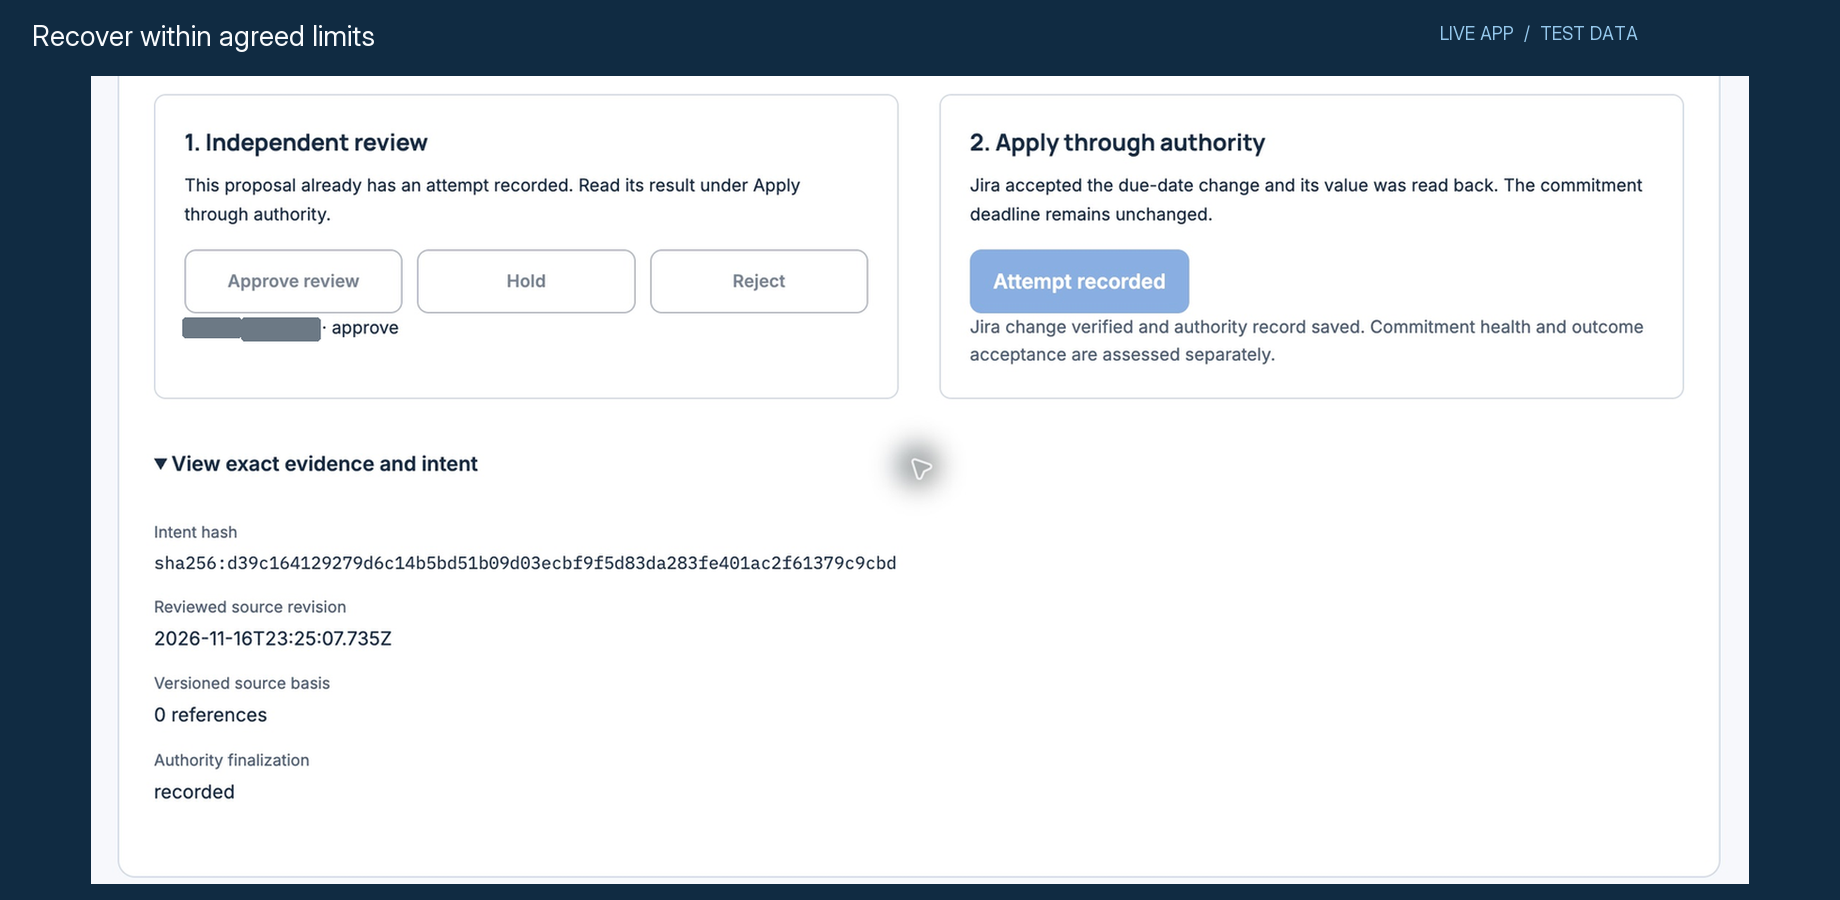 Recover within agreed limits
LIVE APP / TEST DATA
1. Independent review
This proposal already has an attempt recorded. Read its result under Apply
through authority.
Approve review
Hold
Reject
· approve
2. Apply through authority
Jira accepted the due-date change and its value was read back. The commitment
deadline remains unchanged.
Attempt recorded
Jira change verified and authority record saved. Commitment health and outcome
acceptance are assessed separately.
▼ View exact evidence and intent
Intent hash
sha256:d39c164129279d6c14b5bd51b09d03ecbf9f5d83da283fe401ac2f61379c9cbd
Reviewed source revision
2026-11-16T23:25:07.735Z
Versioned source basis
0 references
Authority finalization
recorded